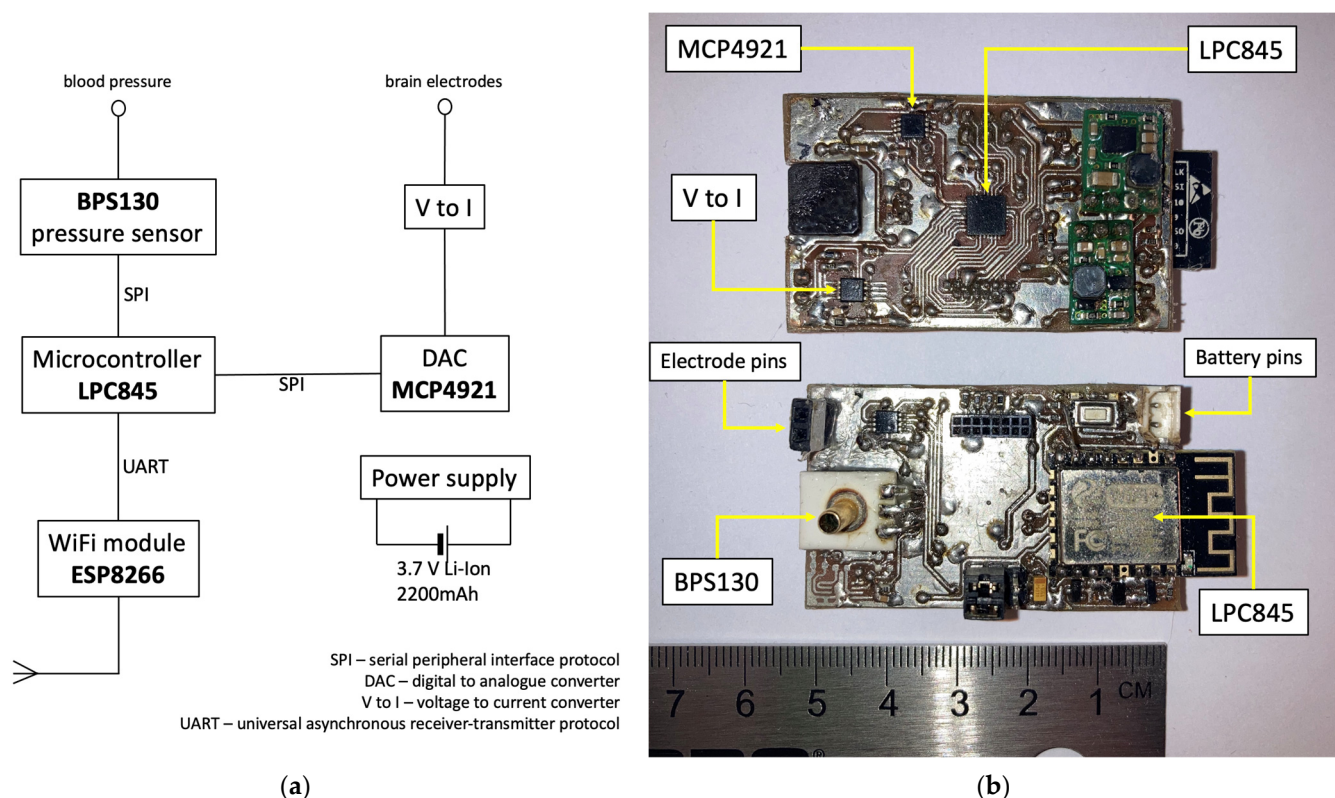 blood pressure
brain electrodes
BPS130
pressure sensor
V to I
SPI
Microcontroller
LPC845
SPI
DAC
MCP4921
UART
Power supply
WiFi module
ESP8266
3.7 V Li-Ion
2200mAh
SPI – serial peripheral interface protocol
DAC – digital to analogue converter
V to I – voltage to current converter
UART – universal asynchronous receiver-transmitter protocol
(a)
MCP4921
LPC845
V to I
Electrode pins
Battery pins
BPS130
LPC845
FC
7 6 5 4 3 2 1 CM
(b)